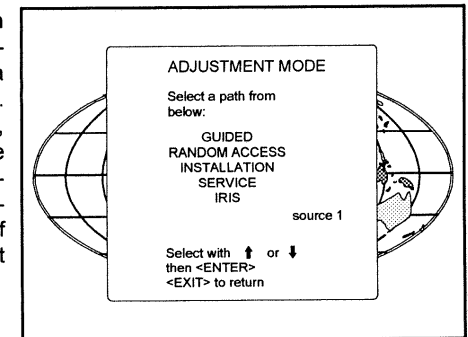 ADJUSTMENT MODE
Select a path from
below:
GUIDED
RANDOM ACCESS
INSTALLATION
SERVICE
IRIS
source 1
Select with ⬆ or ⬇
then <ENTER>
<EXIT> to return